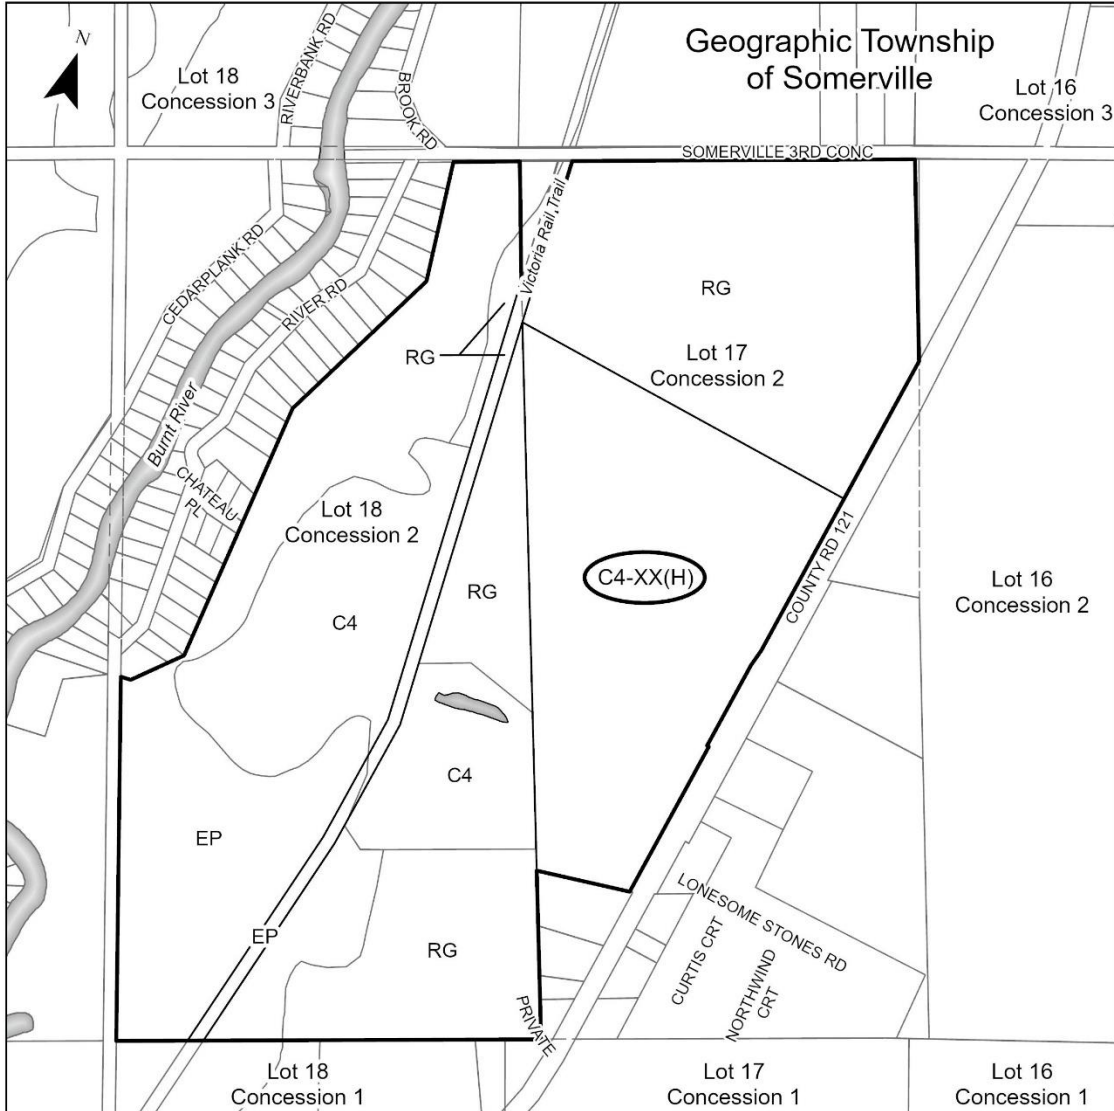 N
Geographic Township
of Somerville
Lot 18
Concession 3
RIVERBANK RD
BROOK RD
Lot 16
Concession 3
SOMERVILLE 3RD CONC
Victoria Rail Trail
CEDARPLANK RD
RIVER RD
RG
RG
Lot 17
Concession 2
Burnt River
CHATEAU
PL
Lot 18
Concession 2
COUNTY RD 121
C4-XX(H)
Lot 16
Concession 2
RG
C4
C4
EP
LONESOME STONES RD
EP
RG
CURTIS CRT
NORTHWIND
CRT
PRIVATE
Lot 18
Concession 1
Lot 17
Concession 1
Lot 16
Concession 1